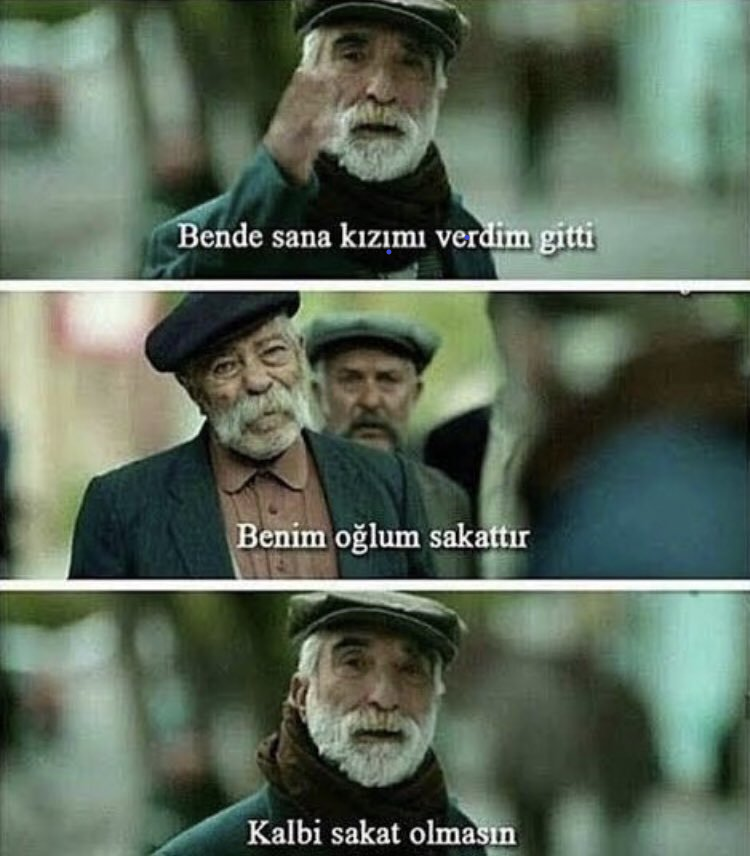 Bende sana kızımı verdim gitti
Benim oğlum sakattır
Kalbi sakat olmasın